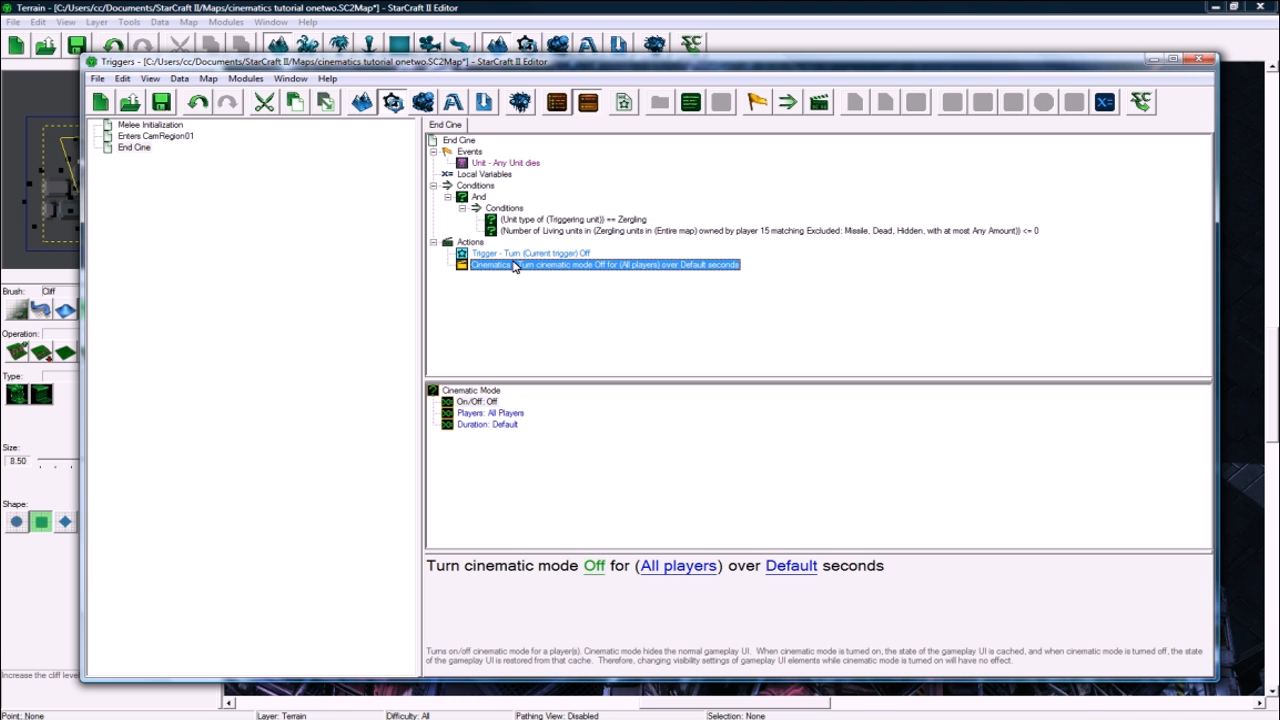 Terrain - [C:/Users/cc/Documents/StarCraft II/Maps/cinematics tutorial onetwo.SC2Map*] - StarCraft II Editor
File Edit View Layer Tools Data Map Modules Window Help
Triggers - [C:/Users/cc/Documents/StarCraft II/Maps/cinematics tutorial onetwo.SC2Map*] - StarCraft II Editor
File Edit View Data Map Modules Window Help
Melee Initialization
Enters CamRegion01
End Cine
End Cine
End Cine
Events
Unit - Any Unit dies
Local Variables
Conditions
And
Conditions
(Unit type of (Triggering unit)) == Zergling
(Number of Living units in (Zergling units in (Entire map) owned by player 15 matching Excluded: Missile, Dead, Hidden, with at most Any Amount)) <= 0
Actions
Trigger - Turn (Current trigger) Off
Cinematics - Turn cinematic mode Off for (All players) over Default seconds
Brush: Cliff
Operation:
Type:
Size:
8.50
Shape:
Increase the cliff leve
Cinematic Mode
On/Off: Off
Players: All Players
Duration: Default
Turn cinematic mode Off for (All players) over Default seconds
Turns on/off cinematic mode for a player(s). Cinematic mode hides the normal gameplay UI. When cinematic mode is turned on, the state of the gameplay UI is cached, and when cinematic mode is turned off, the state
of the gameplay UI is restored from that cache. Therefore, changing visibility settings of gameplay UI elements while cinematic mode is turned on will have no effect.
Point: None Layer: Terrain Difficulty: All Pathing View: Disabled Selection: None